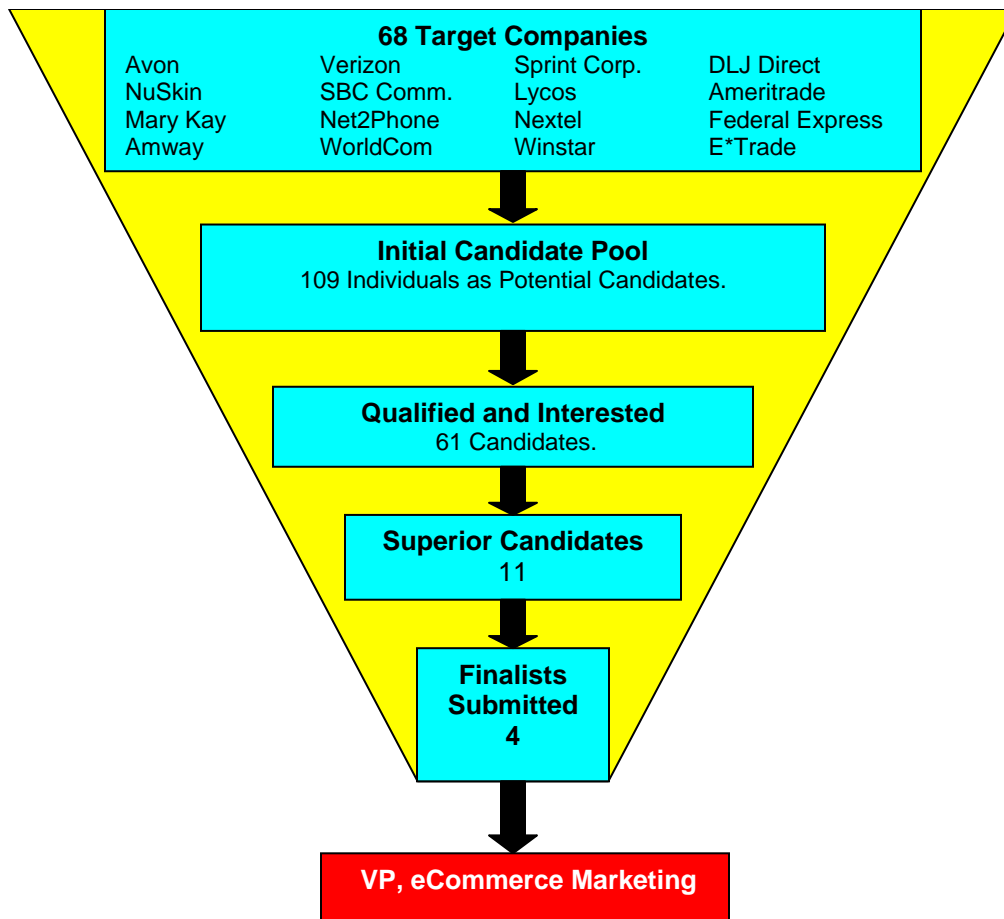 68 Target Companies
Avon Verizon Sprint Corp. DLJ Direct
NuSkin SBC Comm. Lycos Ameritrade
Mary Kay Net2Phone Nextel Federal Express
Amway WorldCom Winstar E*Trade
Initial Candidate Pool
109 Individuals as Potential Candidates.
Qualified and Interested
61 Candidates.
Superior Candidates
11
Finalists
Submitted
4
VP, eCommerce Marketing